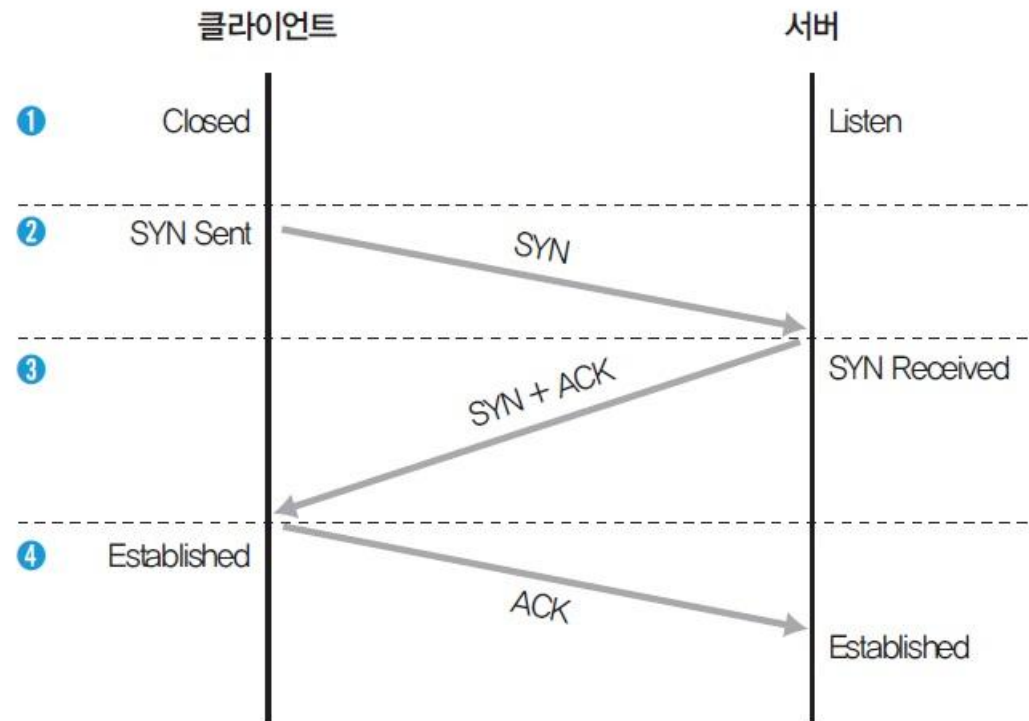 클라이언트 서버
1 Closed Listen
2 SYN Sent
SYN
3 SYN Received
SYN + ACK
4 Established
ACK
Established